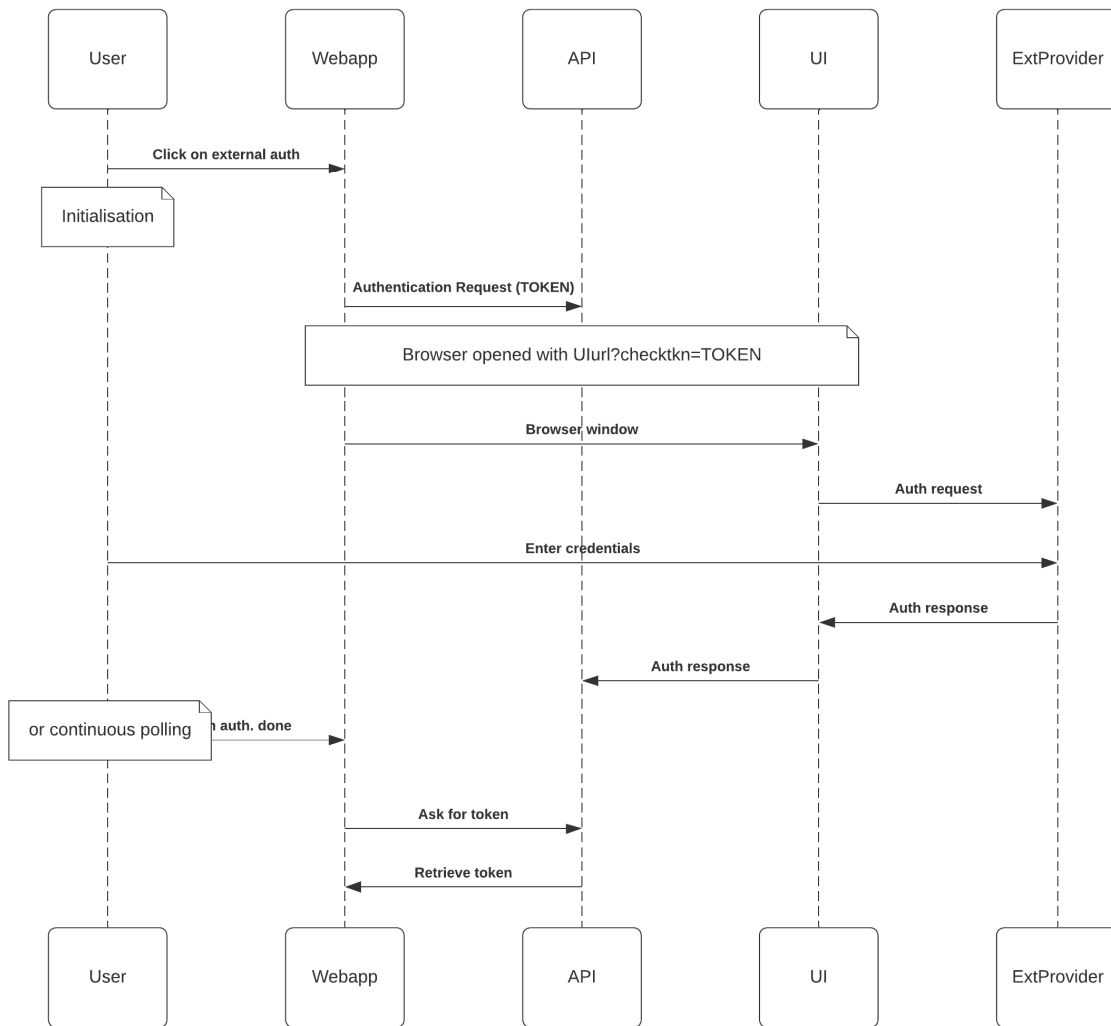 User
Webapp
API
UI
ExtProvider
Click on external auth
Initialisation
Authentication Request (TOKEN)
Browser opened with UIurl?checktkn=TOKEN
Browser window
Auth request
Enter credentials
Auth response
Auth response
auth. done
or continuous polling
Ask for token
Retrieve token
User
Webapp
API
UI
ExtProvider